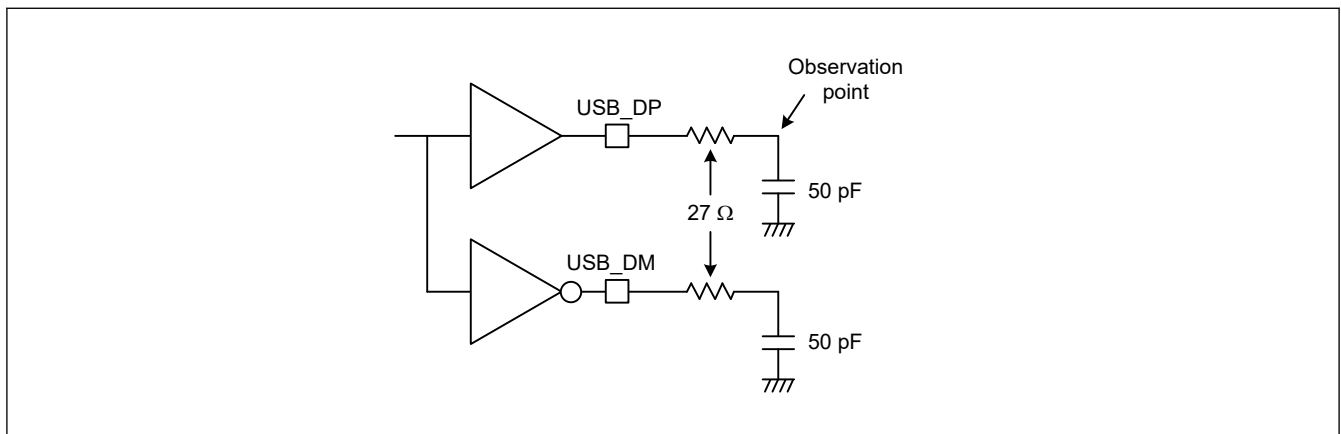 Observation
point
USB_DP
50 pF
27 Ω
USB_DM
50 pF